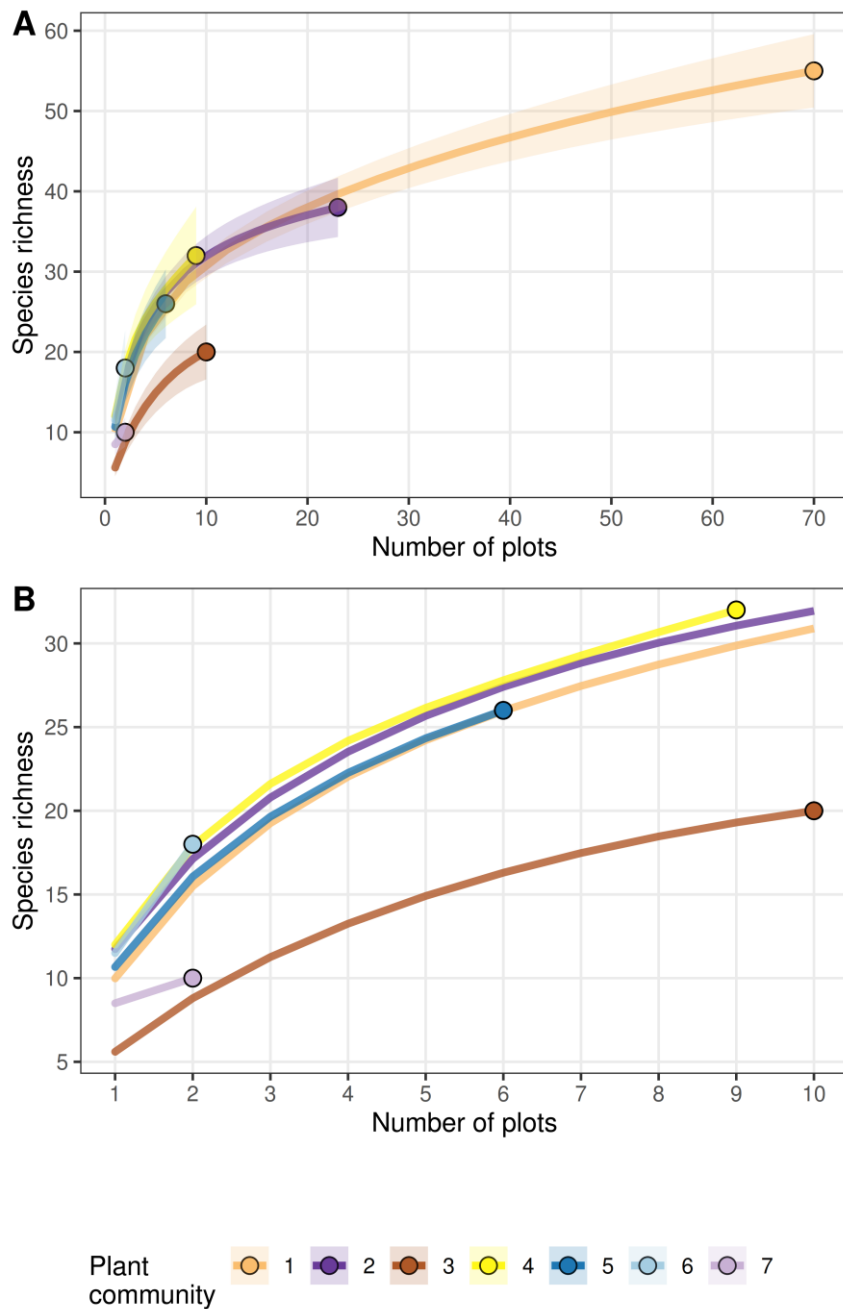 A
60
50
40
30
20
10
Species richness
0 10 20 30 40 50 60 70
Number of plots
B
30
25
20
15
10
5
Species richness
1 2 3 4 5 6 7 8 9 10
Number of plots
Plant
community
1 2 3 4 5 6 7